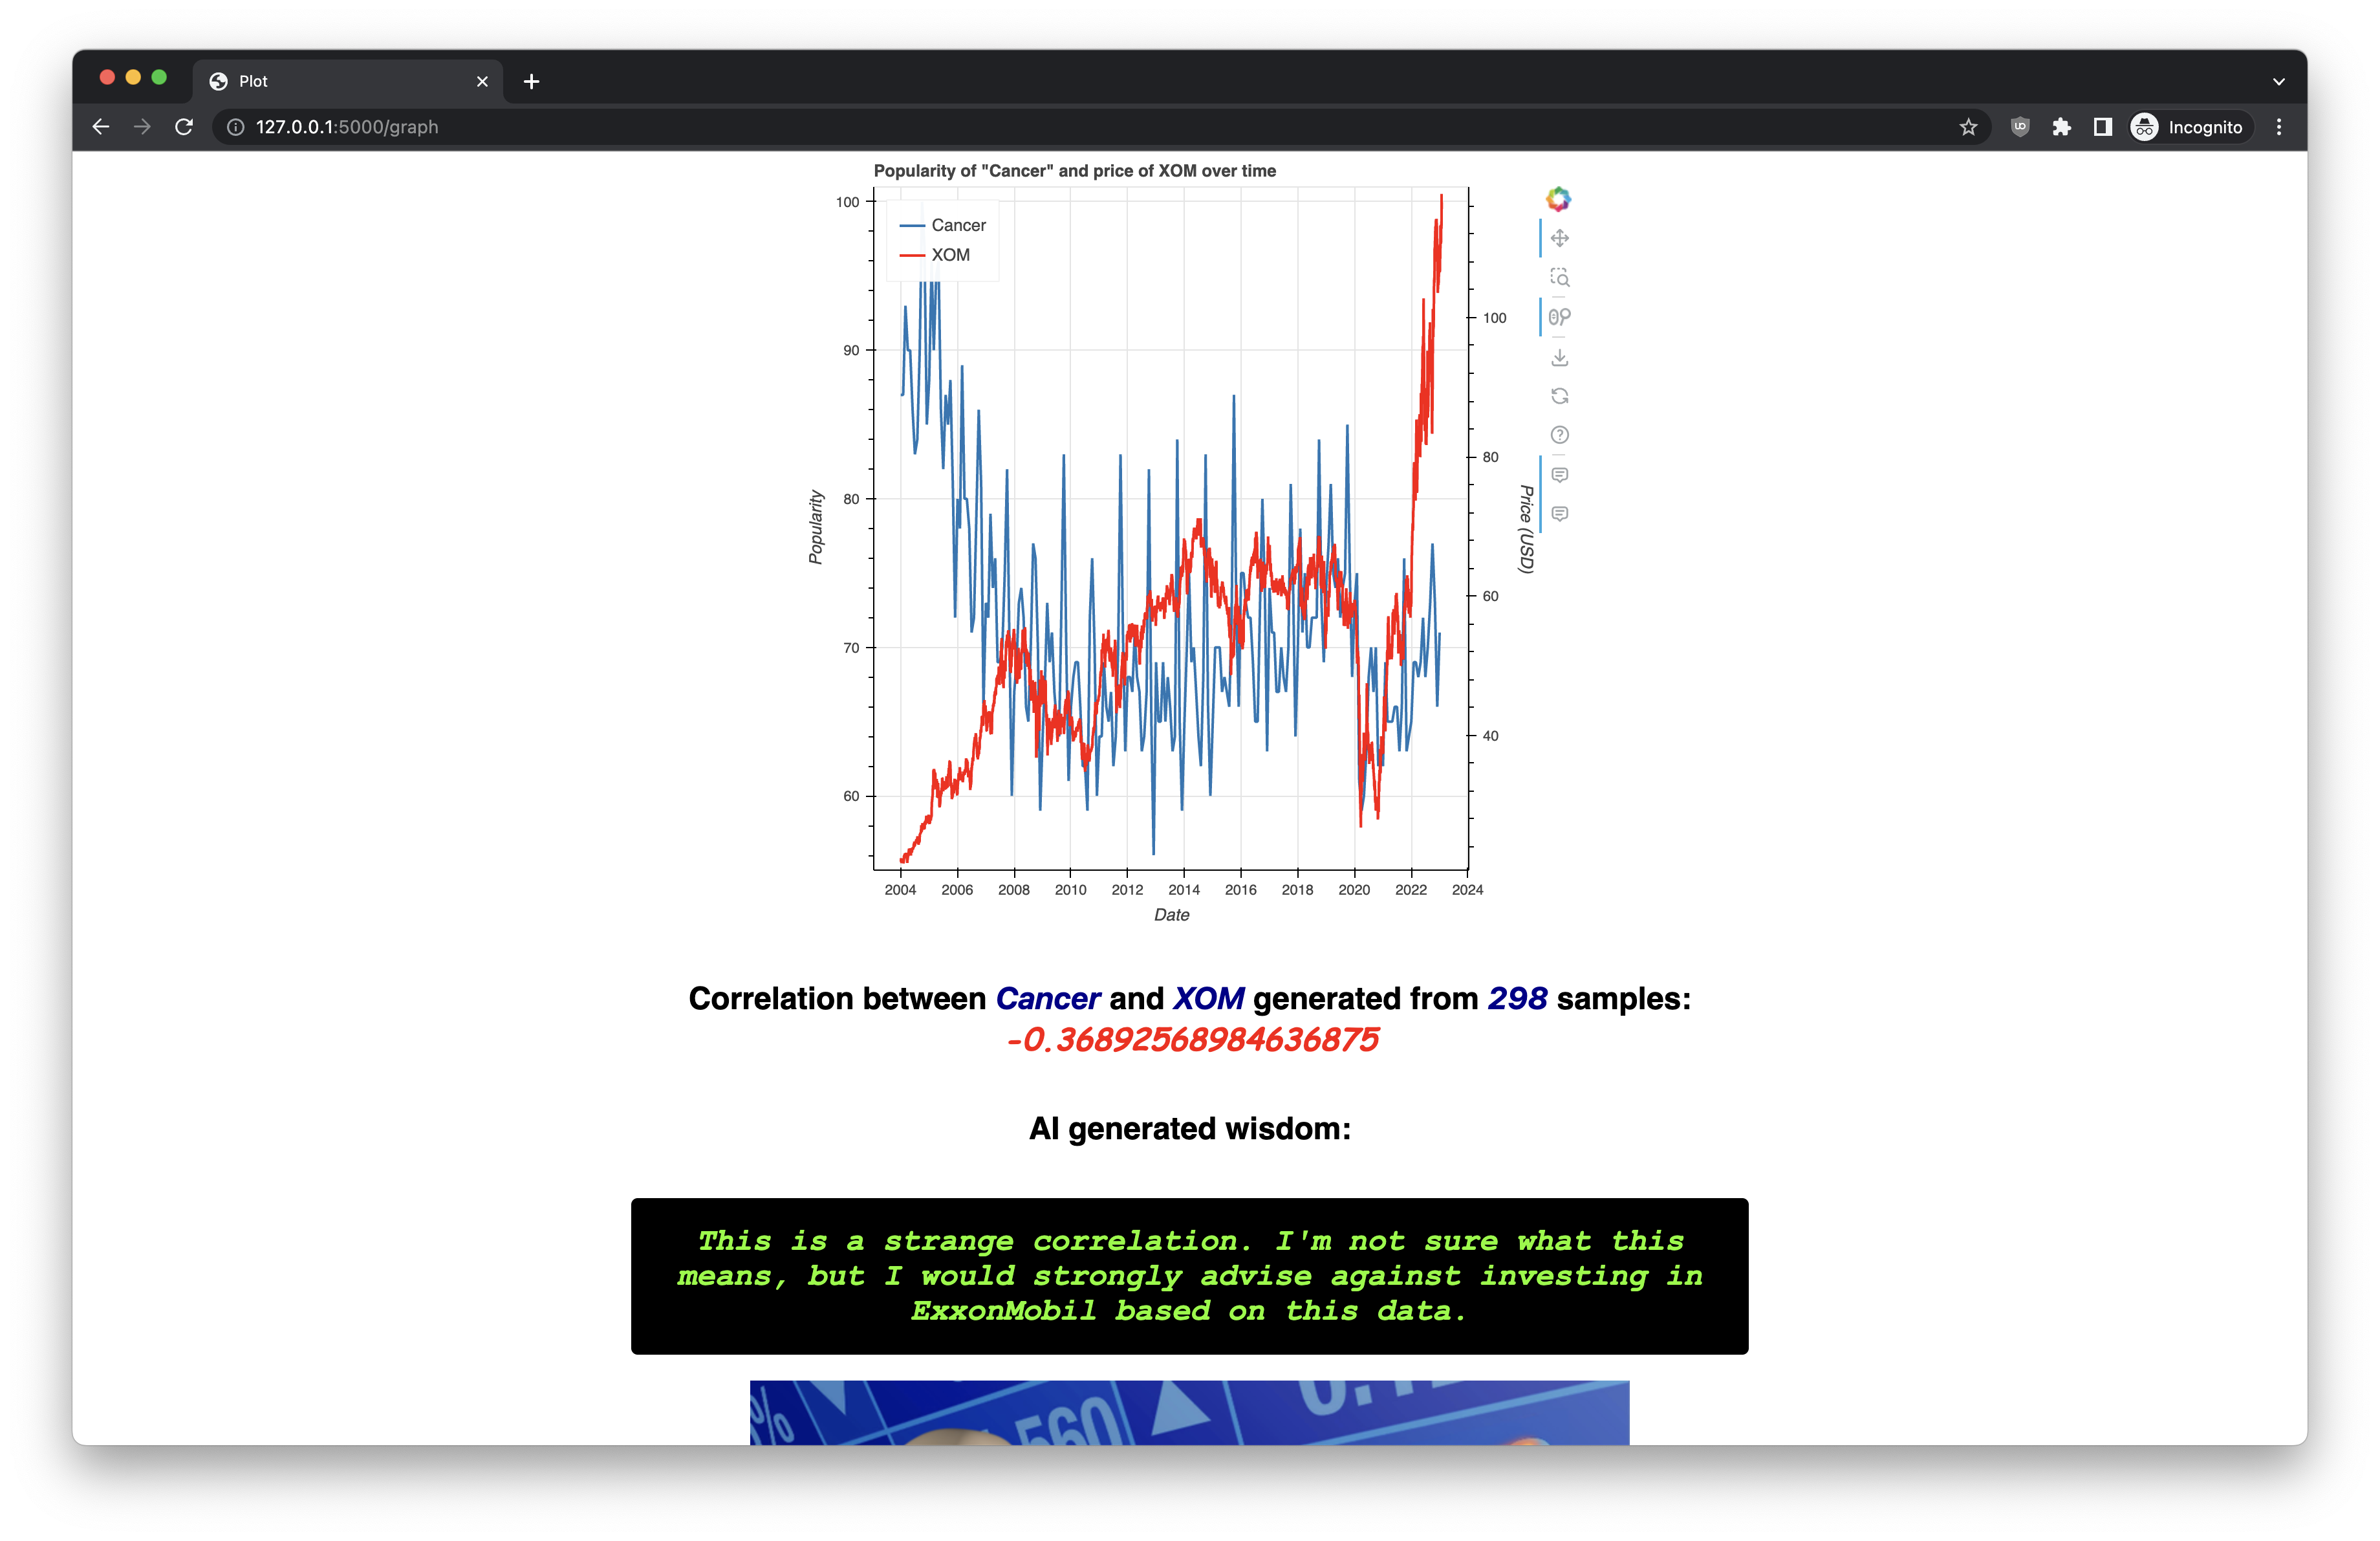 Plot
127.0.0.1:5000/graph
Incognito
Popularity of "Cancer" and price of XOM over time
Cancer
XOM
100
90
80
70
60
Popularity
100
80
60
40
Price (USD)
2004 2006 2008 2010 2012 2014 2016 2018 2020 2022 2024
Date
Correlation between Cancer and XOM generated from 298 samples:
-0.36892568984636875
AI generated wisdom:
This is a strange correlation. I'm not sure what this
means, but I would strongly advise against investing in
ExxonMobil based on this data.
%
560